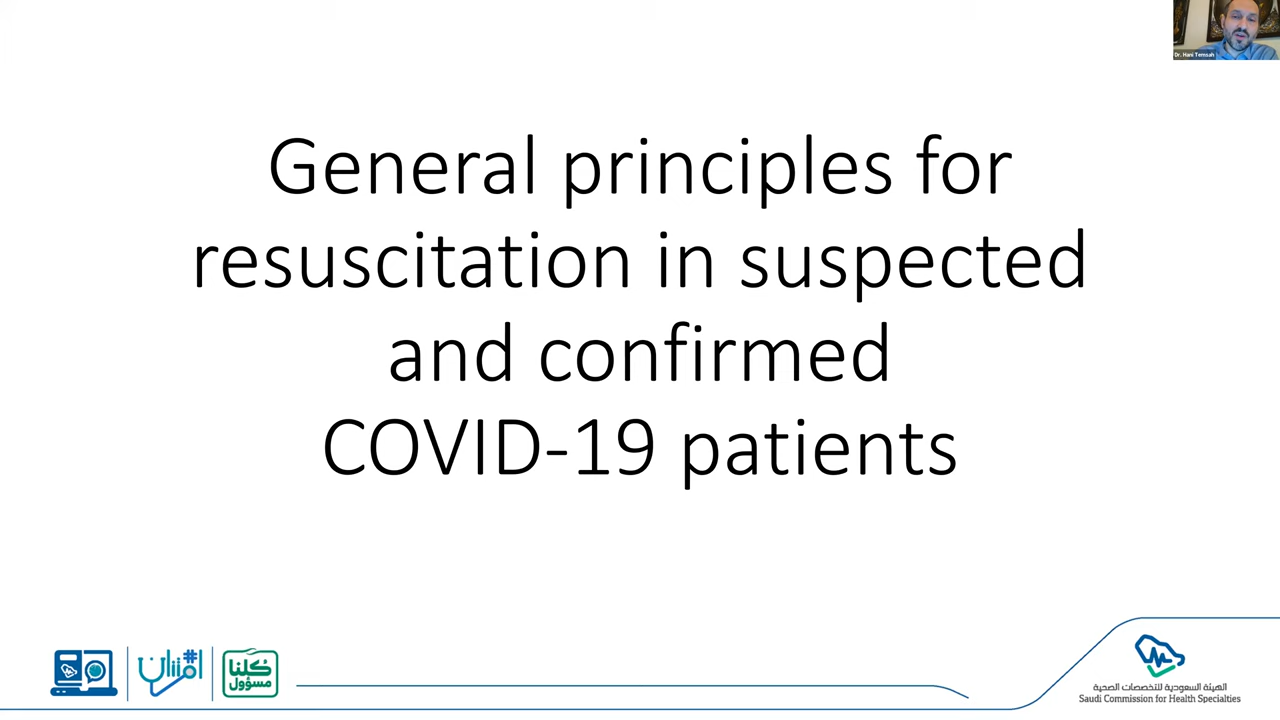 Dr. Hani Temsah
General principles for
resuscitation in suspected
and confirmed
COVID-19 patients
#امتنان
كلنا
مسؤول
الهيئة السعودية للتخصصات الصحية
Saudi Commission for Health Specialties